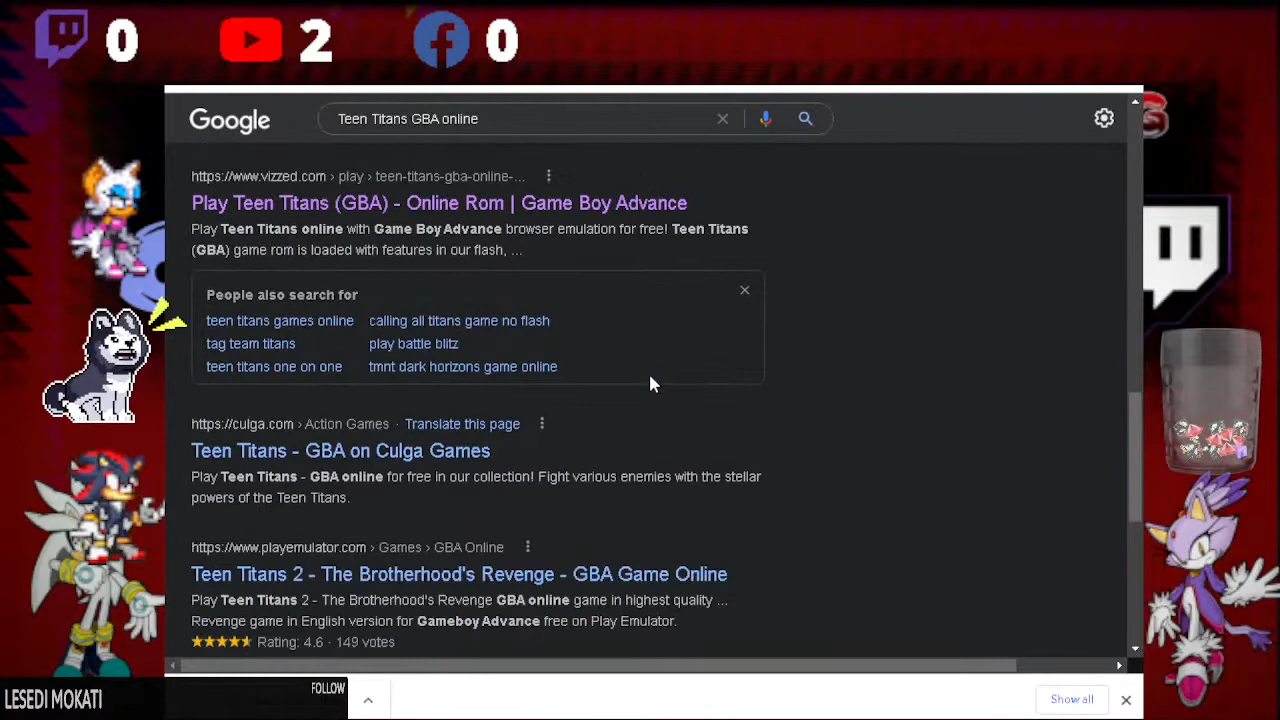 0 2 0
Google Teen Titans GBA online
https://www.vizzed.com › play › teen-titans-gba-online-...
Play Teen Titans (GBA) - Online Rom | Game Boy Advance
Play Teen Titans online with Game Boy Advance browser emulation for free! Teen Titans
(GBA) game rom is loaded with features in our flash, ...
People also search for
teen titans games online calling all titans game no flash
tag team titans play battle blitz
teen titans one on one tmnt dark horizons game online
https://culga.com › Action Games · Translate this page
Teen Titans - GBA on Culga Games
Play Teen Titans - GBA online for free in our collection! Fight various enemies with the stellar
powers of the Teen Titans.
https://www.playemulator.com › Games › GBA Online
Teen Titans 2 - The Brotherhood's Revenge - GBA Game Online
Play Teen Titans 2 - The Brotherhood's Revenge GBA online game in highest quality ...
Revenge game in English version for Gameboy Advance free on Play Emulator.
Rating: 4.6 · 149 votes
FOLLOW
LESEDI MOKATI
Show all